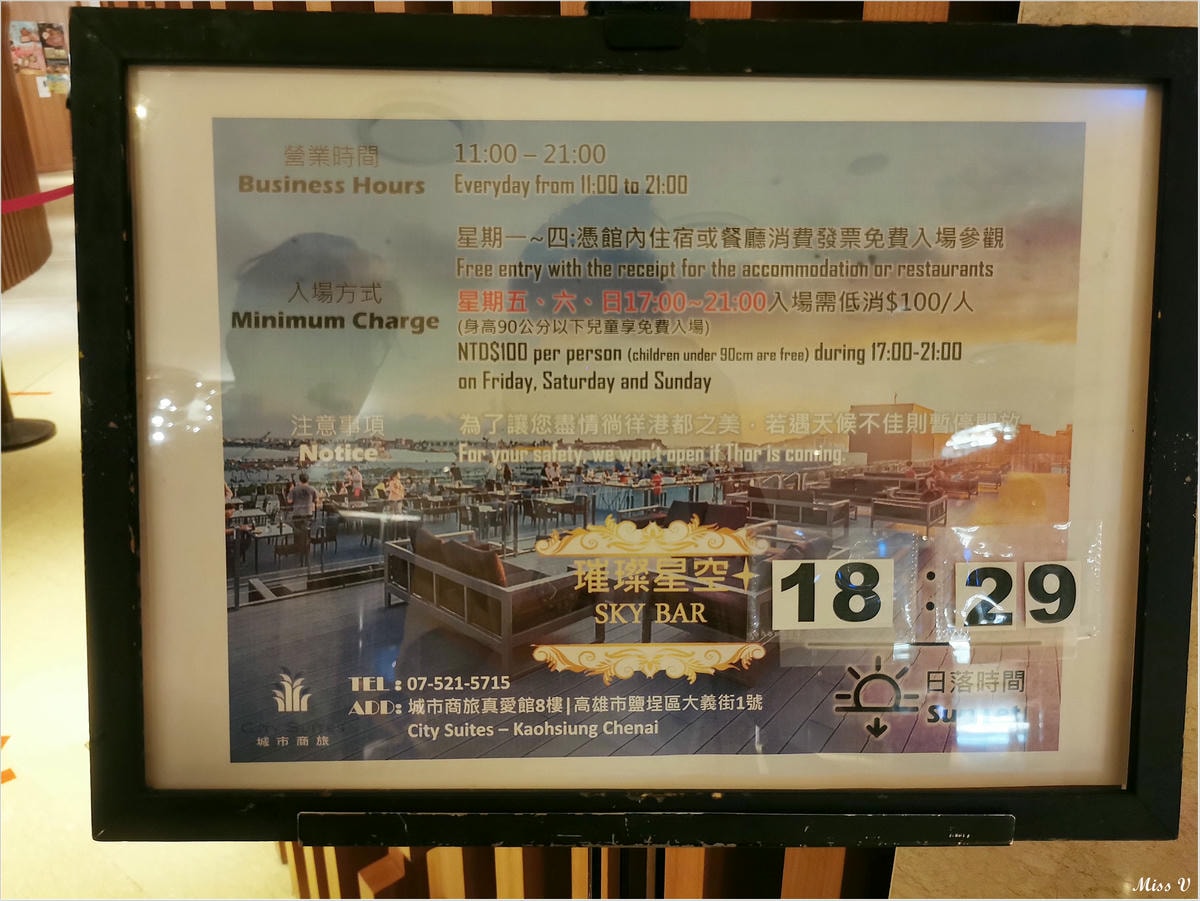 營業時間
Business Hours
11:00 – 21:00
Everyday from 11:00 to 21:00
入場方式
Minimum Charge
星期一~四:憑館內住宿或餐廳消費發票免費入場參觀
Free entry with the receipt for the accommodation or restaurants
星期五、六、日17:00~21:00入場需低消$100/人
(身高90公分以下兒童享免費入場)
NTD$100 per person (children under 90cm are free) during 17:00-21:00
on Friday, Saturday and Sunday
注意事項
Notice
為了讓您盡情徜徉港都之美，若遇天候不佳則暫停開放
For your safety, we won't open if Thor is coming.
璀璨星空
SKY BAR
18:29
日落時間
Sunset
TEL : 07-521-5715
ADD: 城市商旅真愛館8樓|高雄市鹽埕區大義街1號
City Suites – Kaohsiung Chenai
City Suites
城市商旅
Miss V